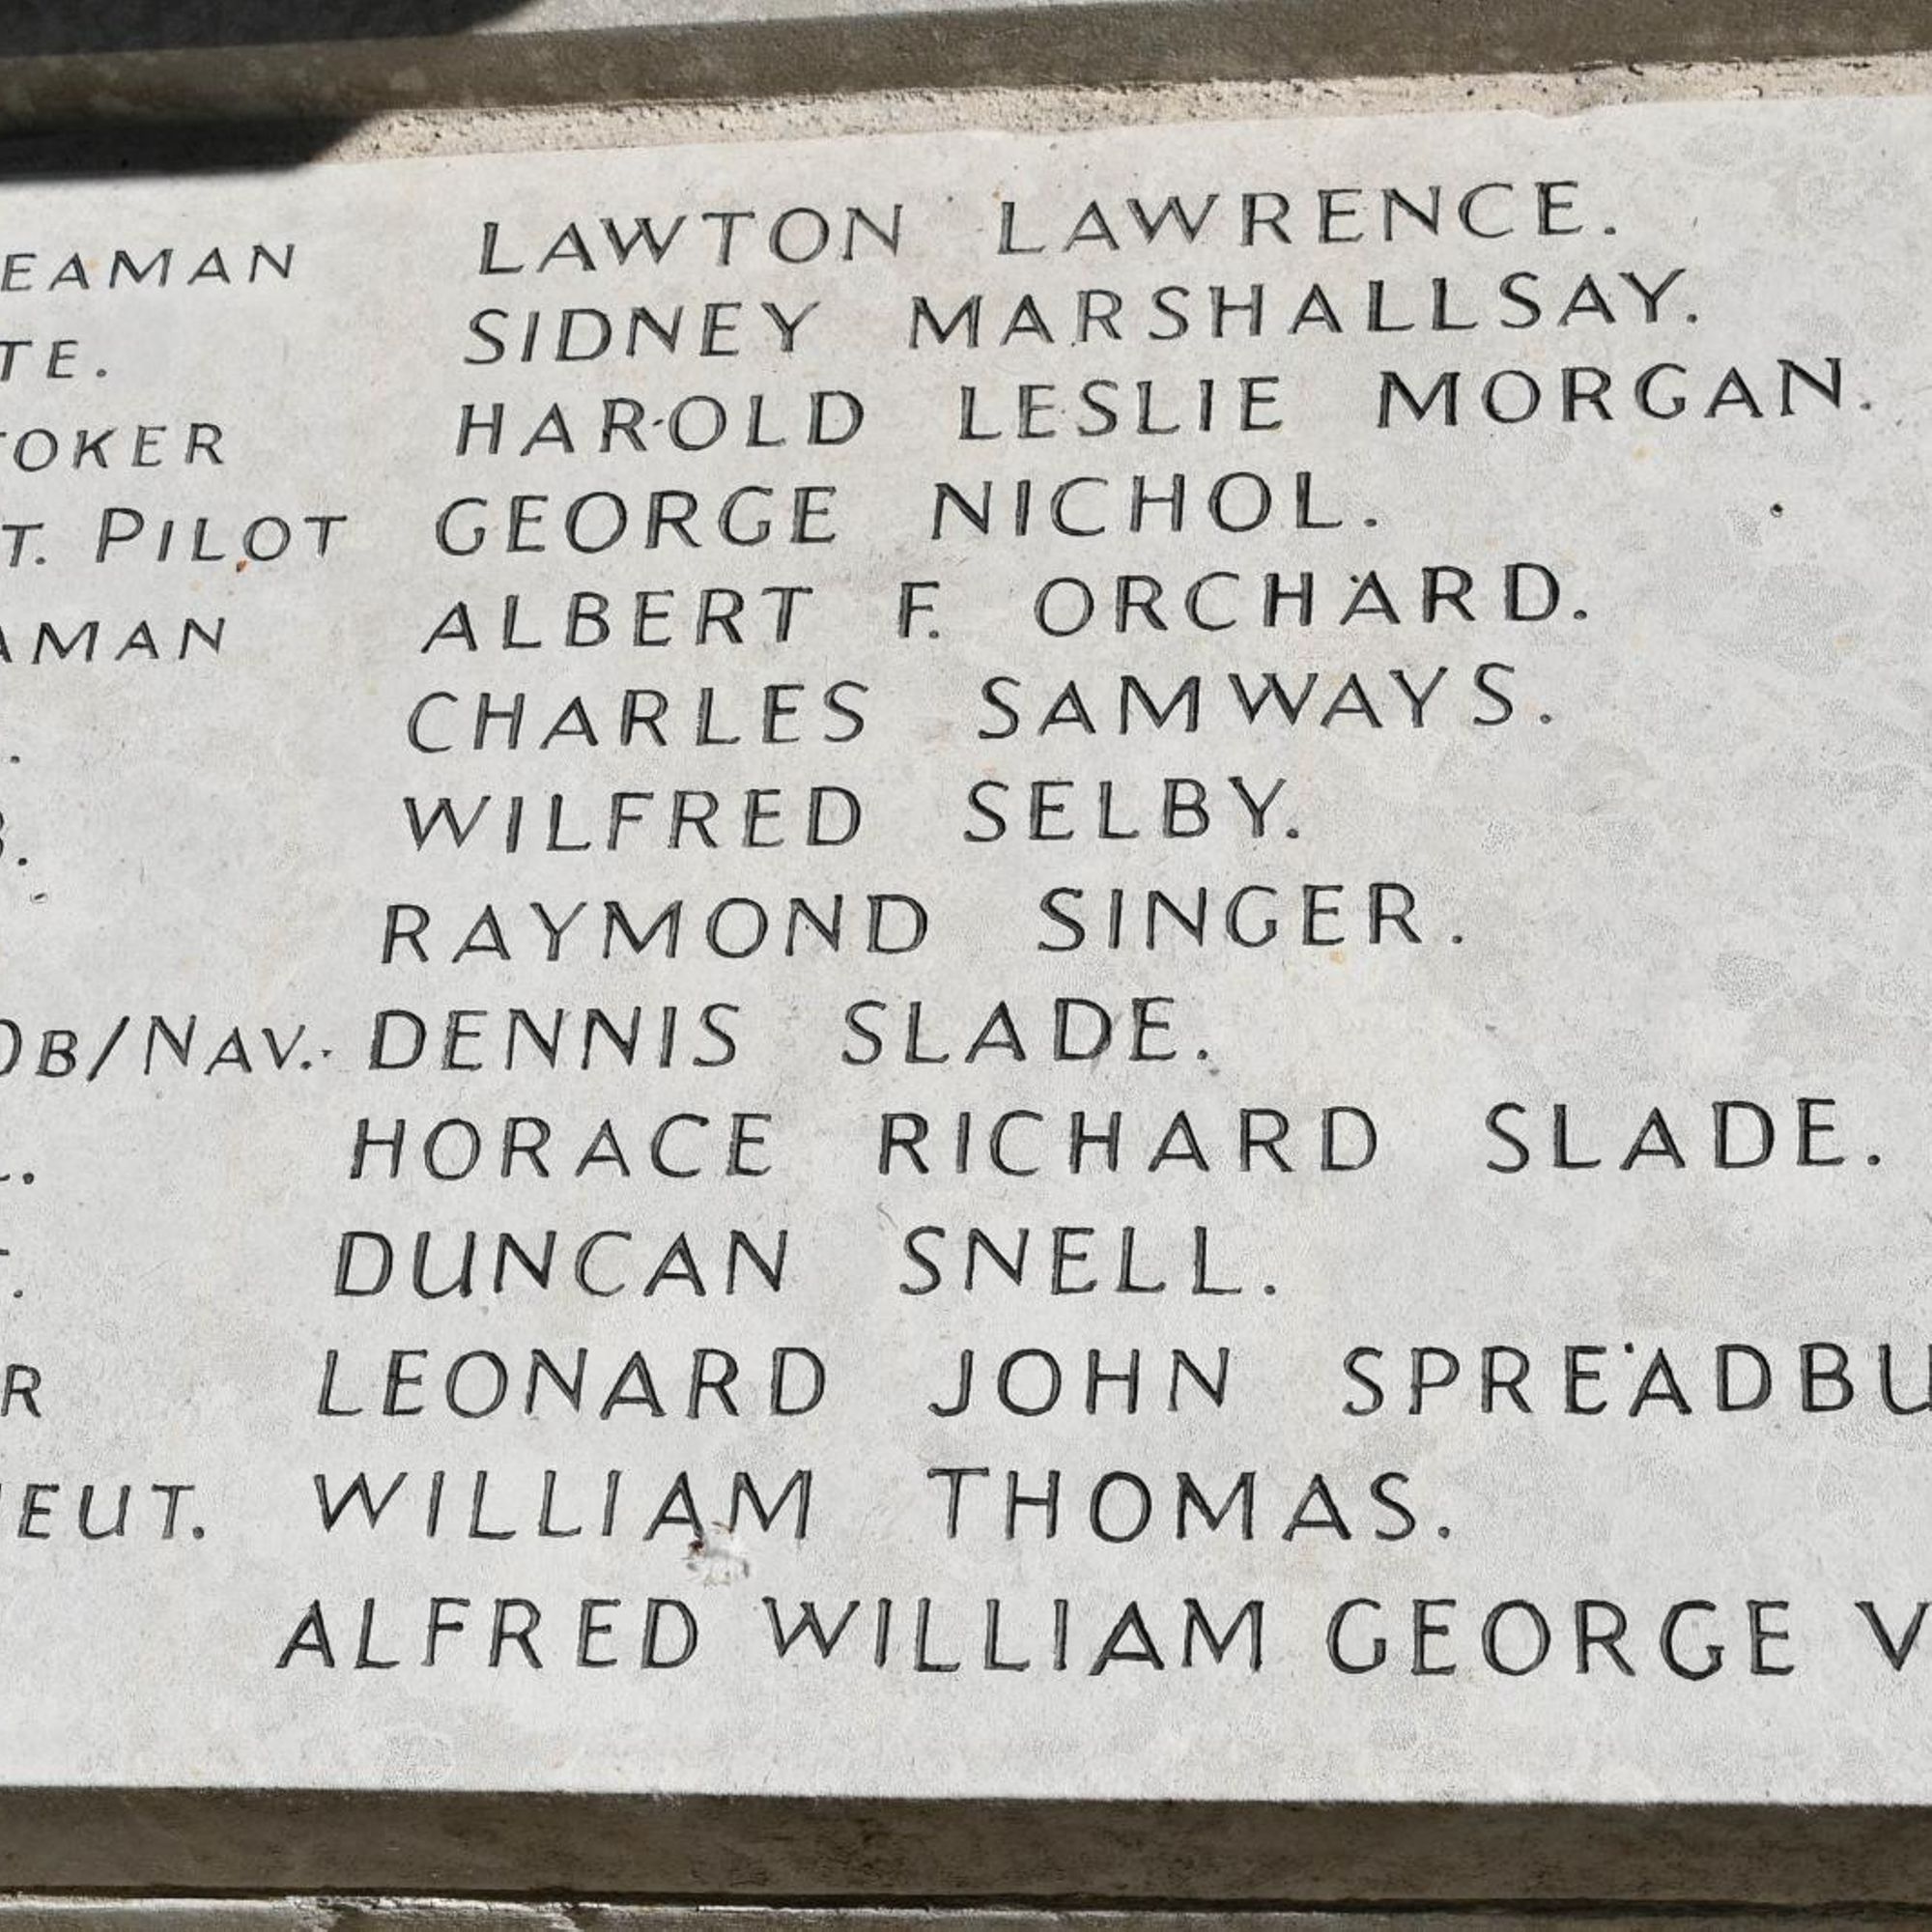 EAMAN LAWTON LAWRENCE.
TE. SIDNEY MARSHALLSAY.
TOKER HAROLD LESLIE MORGAN.
T. PILOT GEORGE NICHOL.
AMAN ALBERT F. ORCHARD.
. CHARLES SAMWAYS.
B. WILFRED SELBY.
RAYMOND SINGER.
OB/NAV. DENNIS SLADE.
L. HORACE RICHARD SLADE.
T. DUNCAN SNELL.
R LEONARD JOHN SPREADBU
IEUT. WILLIAM THOMAS.
ALFRED WILLIAM GEORGE V